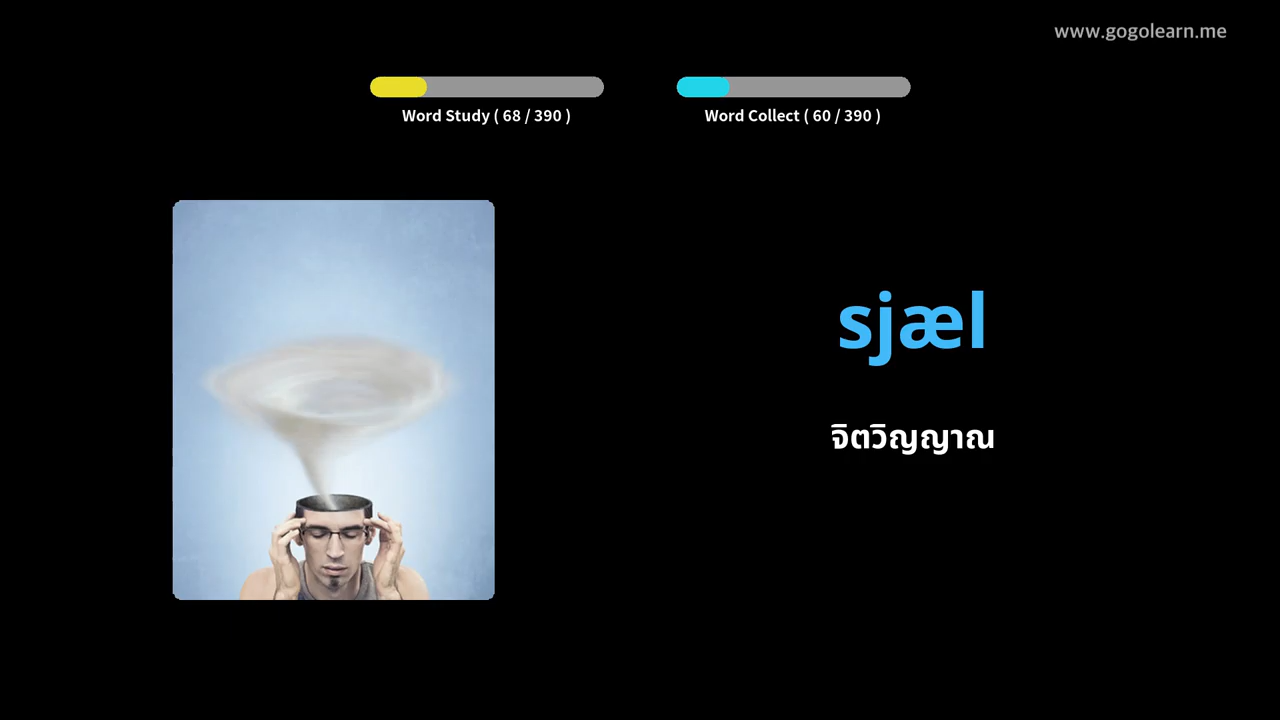 www.gogolearn.me
Word Study ( 68 / 390 )
Word Collect ( 60 / 390 )
sjæl
จิตวิญญาณ